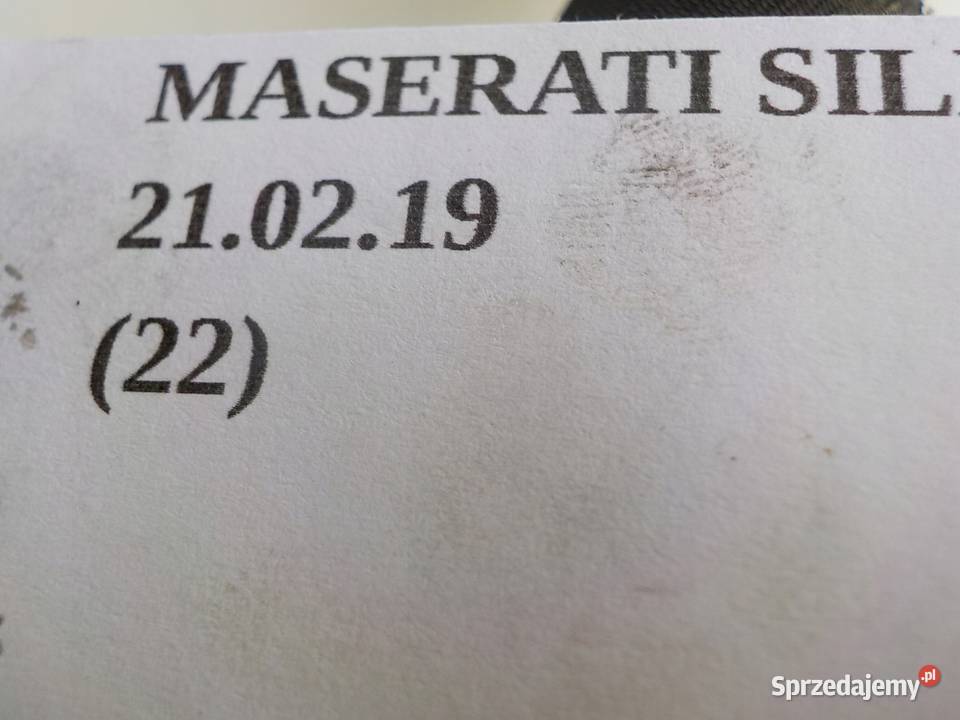 MASERATI SIL
21.02.19
(22)
Sprzedajemy.pl